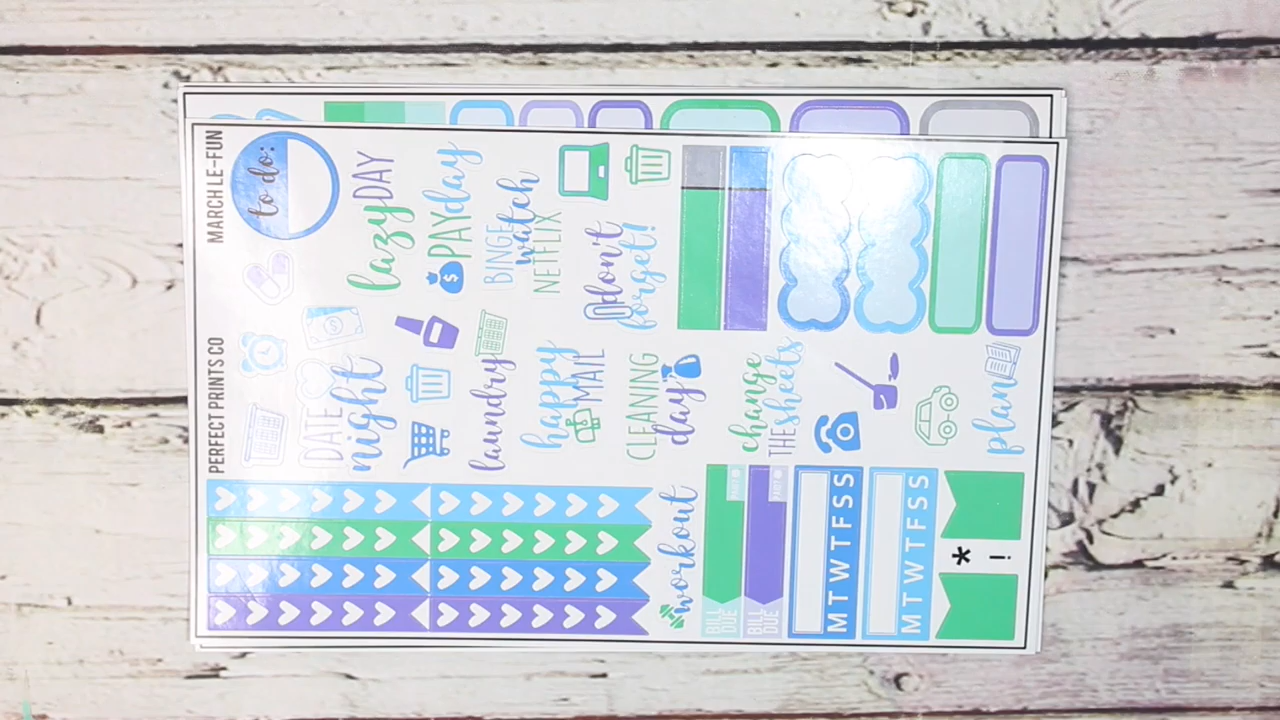 PERFECT PRINTS CO
MARCH LE-FUN
to do:
lazy DAY
PAYday
$
BINGE
watch
NETFLIX
don't
forget!
DATE
night
laundry
happy
MAIL
CLEANING
day
change
THE sheets
plan
workout
BILL
DUE
BILL
DUE
M T W T F S S
M T W T F S S
*
!